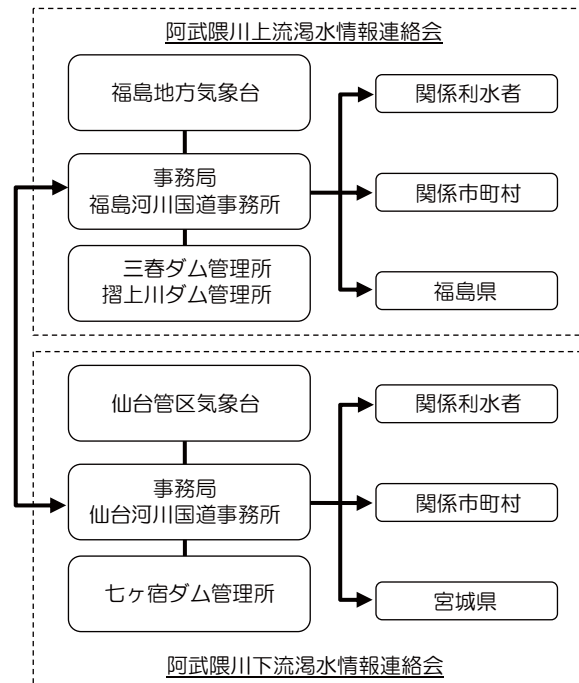 阿武隈川上流渇水情報連絡会
福島地方気象台
関係利水者
事務局
福島河川国道事務所
関係市町村
三春ダム管理所
摺上川ダム管理所
福島県
仙台管区気象台
関係利水者
事務局
仙台河川国道事務所
関係市町村
七ヶ宿ダム管理所
宮城県
阿武隈川下流渇水情報連絡会